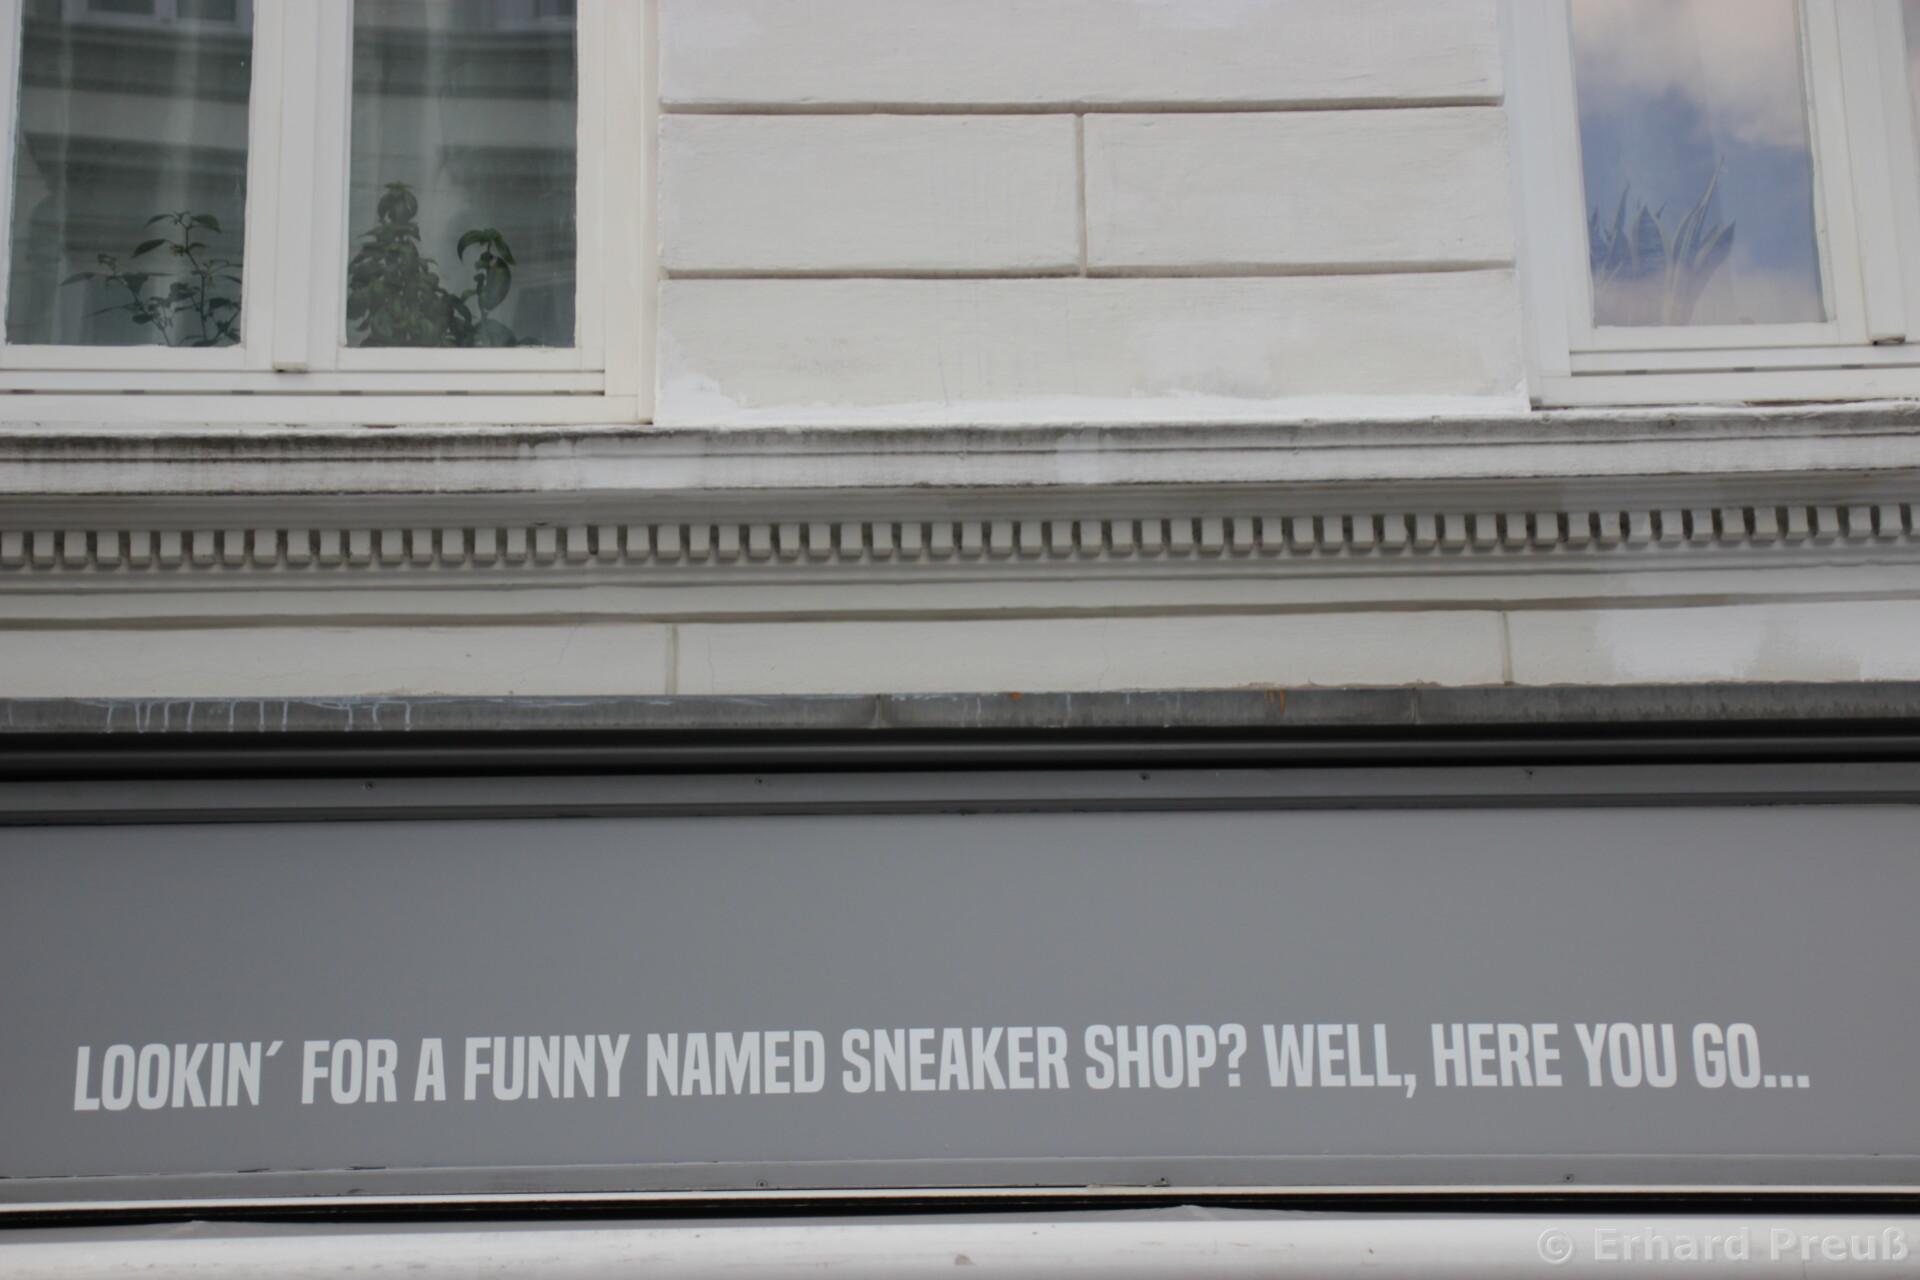 LOOKIN´ FOR A FUNNY NAMED SNEAKER SHOP? WELL, HERE YOU GO...
© Erhard Preuß